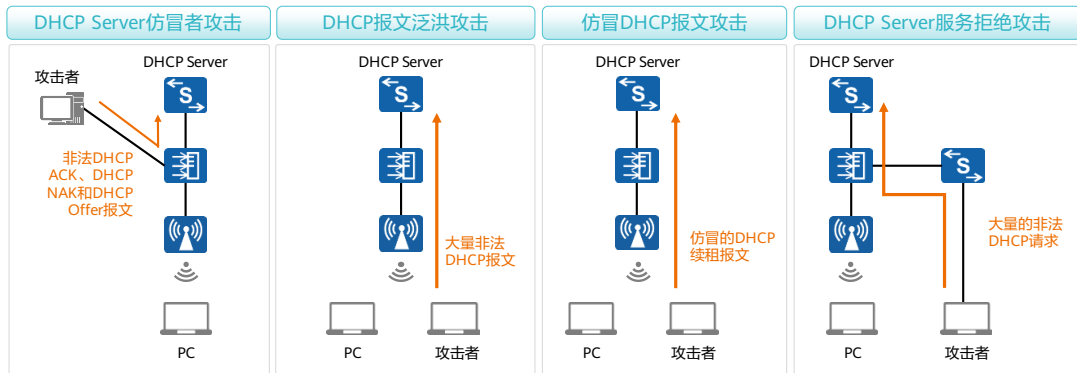 DHCP Server仿冒者攻击
DHCP Server
攻击者
S
非法DHCP
ACK、DHCP
NAK和DHCP
Offer报文
PC
DHCP报文泛洪攻击
DHCP Server
S
大量非法
DHCP报文
PC
攻击者
仿冒DHCP报文攻击
DHCP Server
S
仿冒的DHCP
续租报文
PC
攻击者
DHCP Server服务拒绝攻击
DHCP Server
S
S
大量的非法
DHCP请求
PC
攻击者